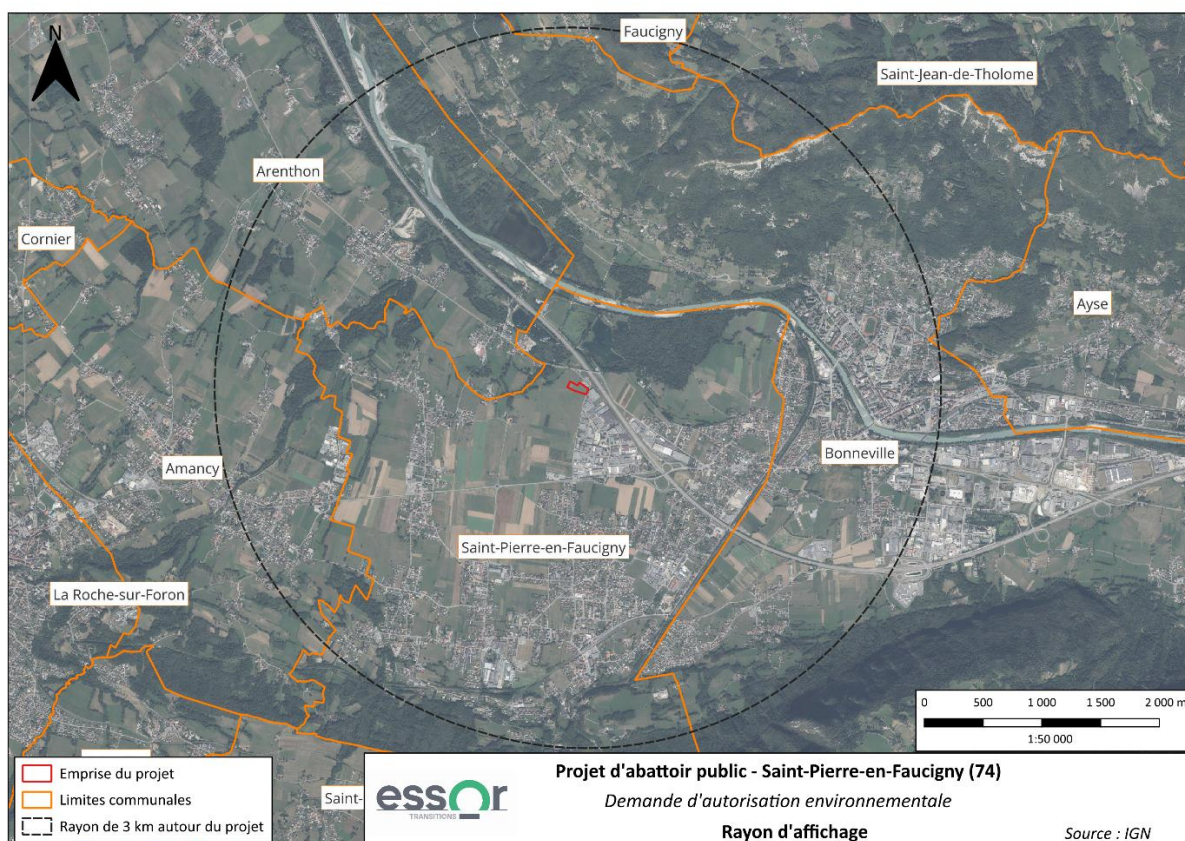 N
Faucigny
Saint-Jean-de-Tholome
Arenthon
Cornier
Ayse
Amancy
Bonneville
Saint-Pierre-en-Faucigny
La Roche-sur-Foron
0 500 1 000 1 500 2 000 m
1:50 000
Emprise du projet
Limites communales
Rayon de 3 km autour du projet
Saint-
essor
TRANSITIONS
Projet d'abattoir public - Saint-Pierre-en-Faucigny (74)
Demande d'autorisation environnementale
Rayon d'affichage
Source : IGN